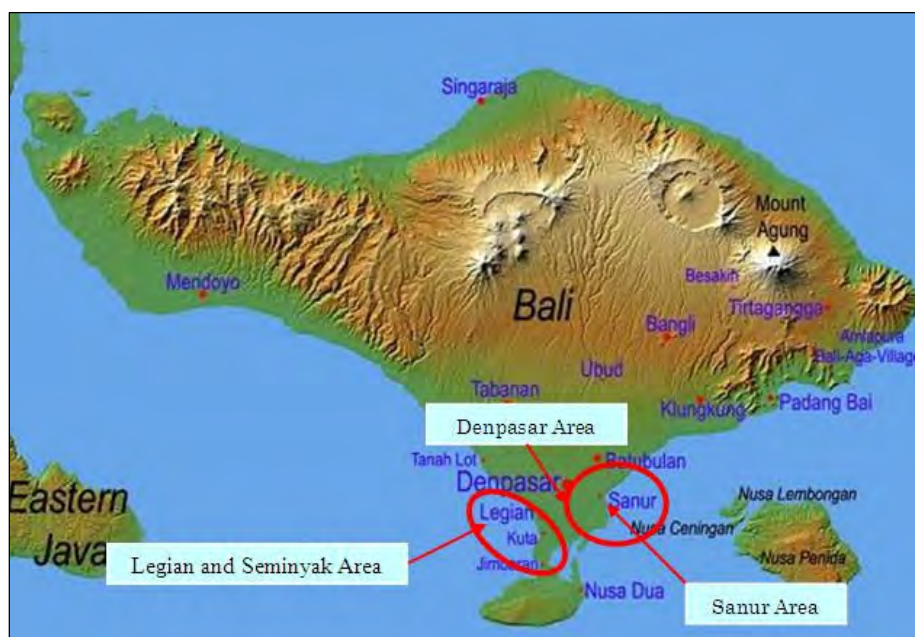 Singaraja
Mount
Agung
Besakih
Mendoyo
Tirtagangga
Bali
Bangli
Amlapura
Bali-Aga-Village
Ubud
Tabanan
Klungkung
Padang Bai
Denpasar Area
Tanah Lot
Batubulan
Denpasar
Eastern
Java
Legian
Sanur
Nusa Lembongan
Nusa Ceningan
Kuta
Legian and Seminyak Area
Jimbaran
Nusa Penida
Nusa Dua
Sanur Area